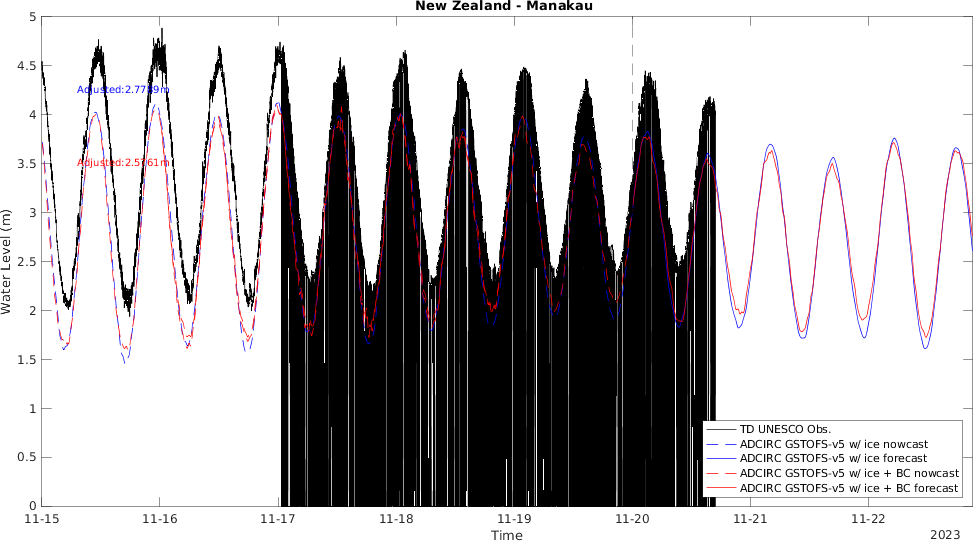 New Zealand - Manakau
5
4.5
Adjusted:2.7789m
4
3.5
Adjusted:2.5761m
3
2.5
2
1.5
1
0.5
0
Water Level (m)
TD UNESCO Obs.
ADCIRC GSTOFS-v5 w/ ice nowcast
ADCIRC GSTOFS-v5 w/ ice forecast
ADCIRC GSTOFS-v5 w/ ice + BC nowcast
ADCIRC GSTOFS-v5 w/ ice + BC forecast
11-15 11-16 11-17 11-18 11-19 11-20 11-21 11-22
Time
2023